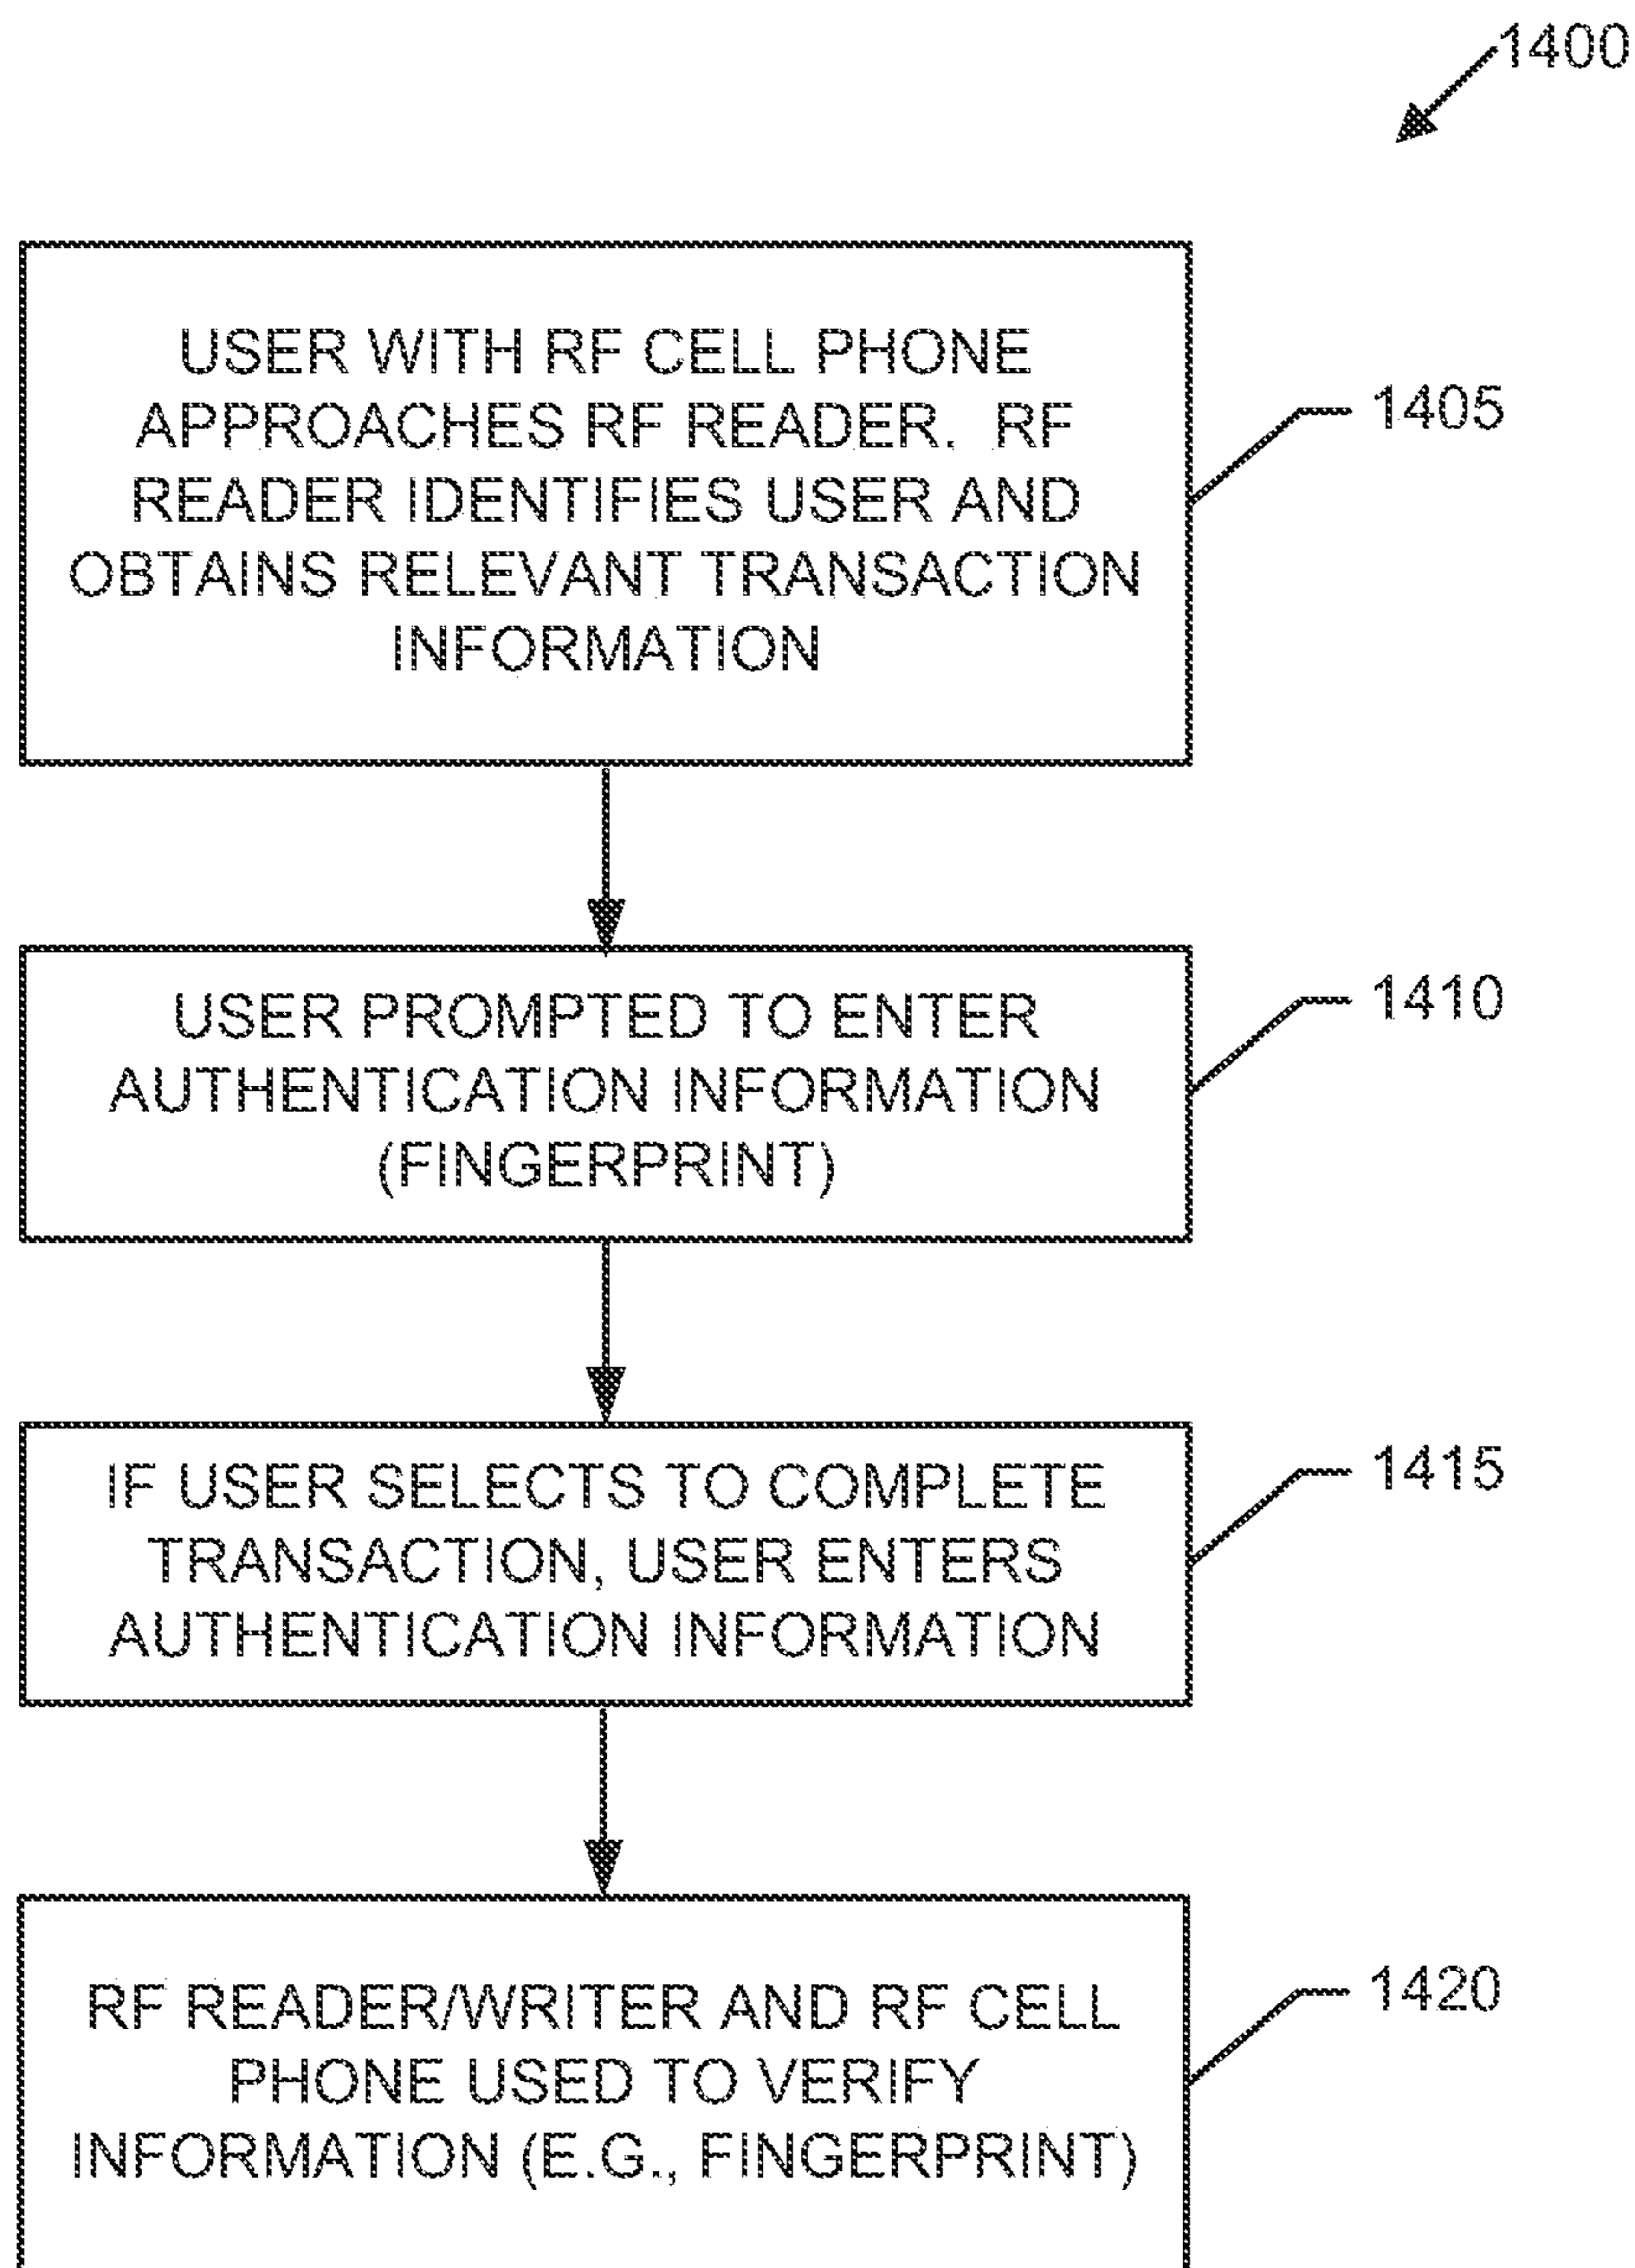 1400
USER WITH RF CELL PHONE
APPROACHES RF READER. RF
READER IDENTIFIES USER AND
OBTAINS RELEVANT TRANSACTION
INFORMATION
1405
USER PROMPTED TO ENTER
AUTHENTICATION INFORMATION
(FINGERPRINT)
1410
IF USER SELECTS TO COMPLETE
TRANSACTION, USER ENTERS
AUTHENTICATION INFORMATION
1415
RF READER/WRITER AND RF CELL
PHONE USED TO VERIFY
INFORMATION (E.G., FINGERPRINT)
1420